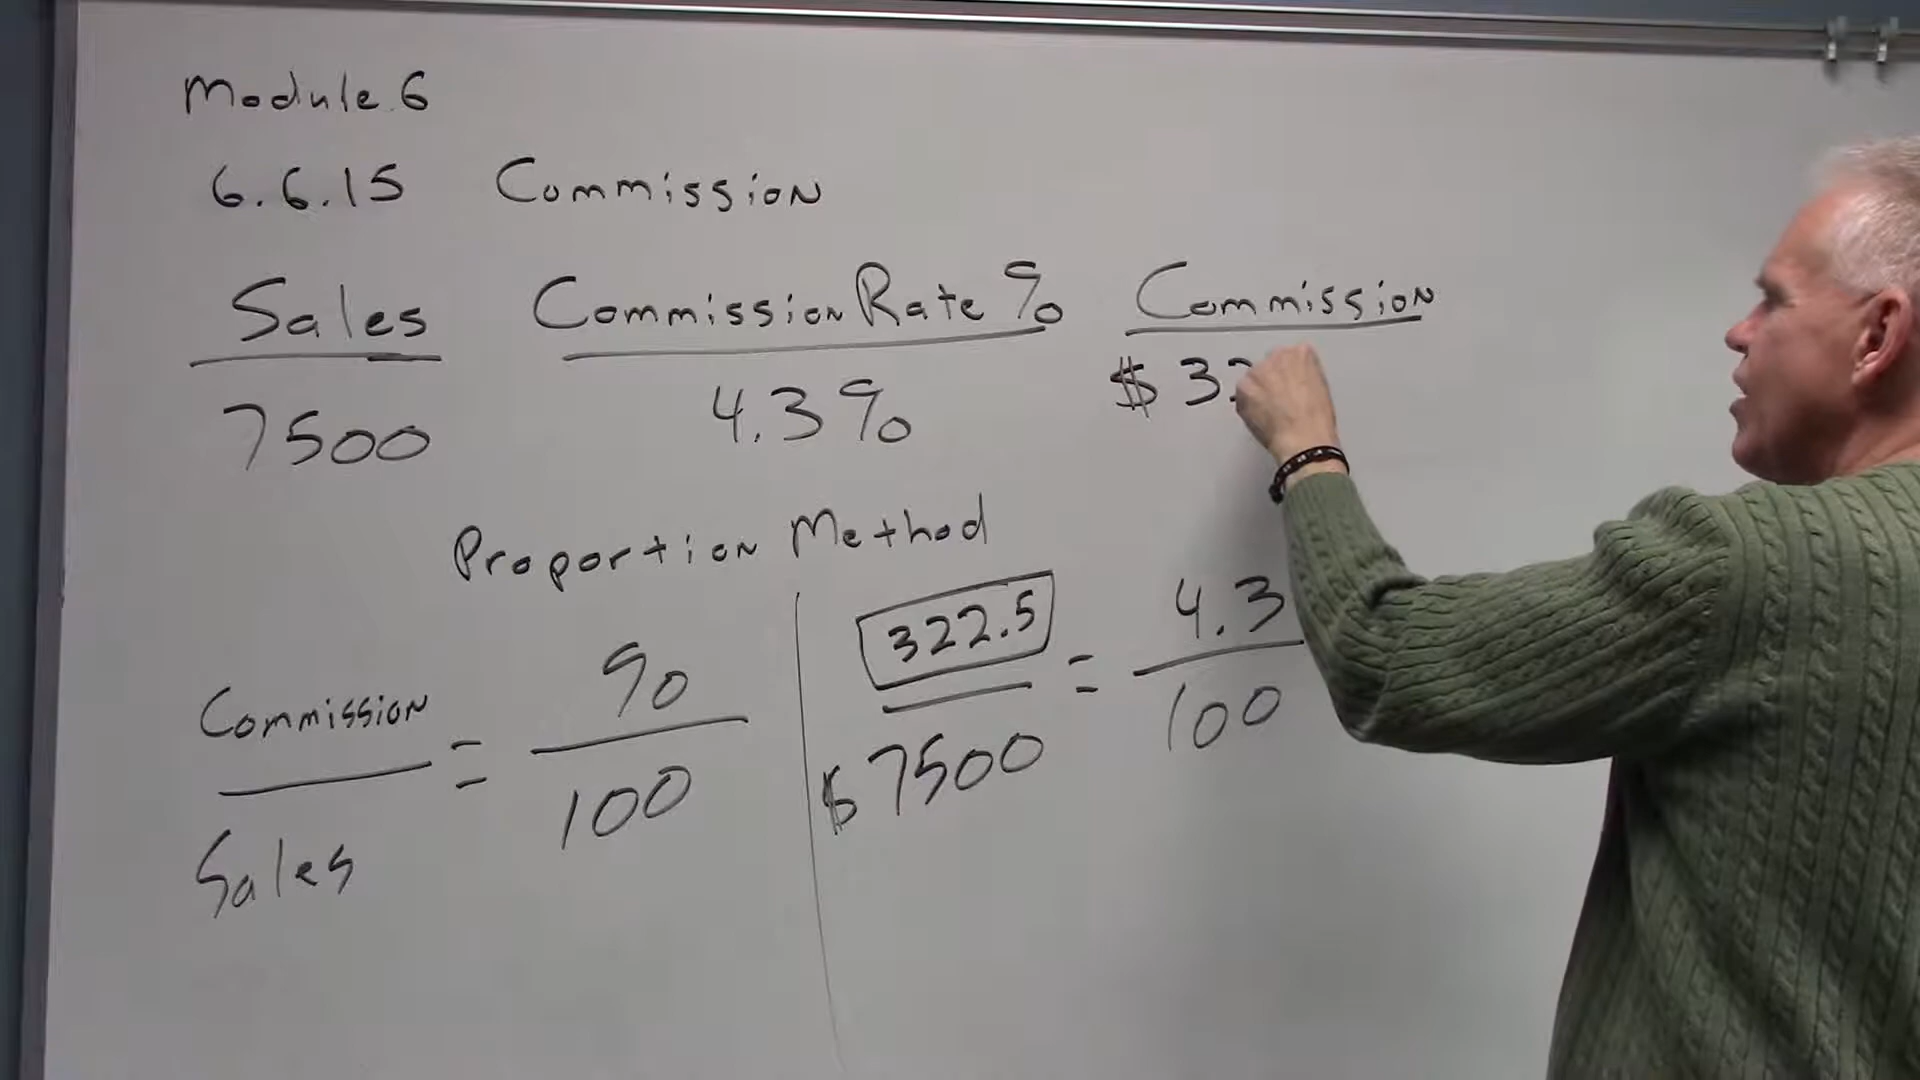 Module 6
6.6.15 Commission
Sales Commission Rate % Commission
7500 4.3% $ 32
Proportion Method
Commission = % 322.5 = 4.3
Sales 100 $7500 100